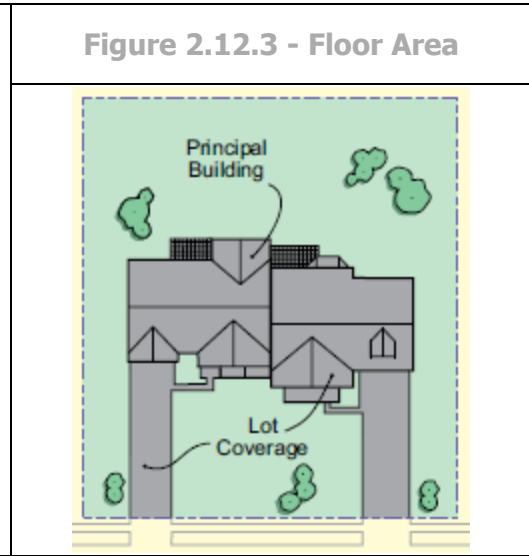 Figure 2.12.3 - Floor Area
Principal
Building
Lot
Coverage